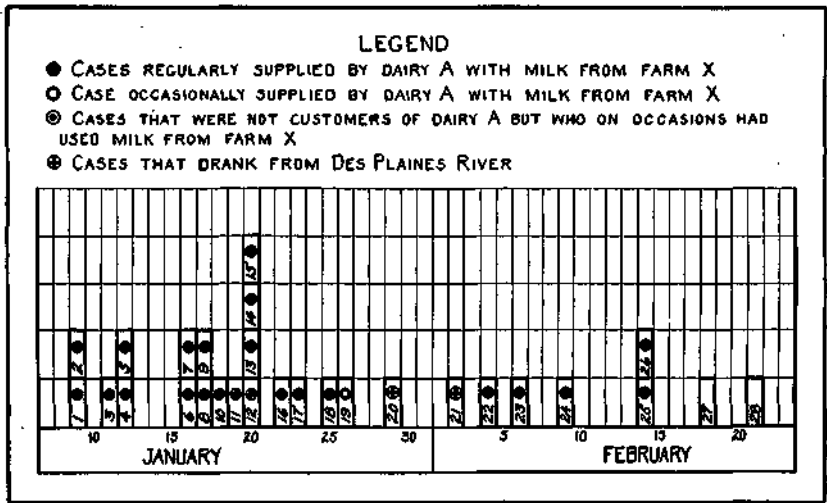 LEGEND
● CASES REGULARLY SUPPLIED BY DAIRY A WITH MILK FROM FARM X
○ CASE OCCASIONALLY SUPPLIED BY DAIRY A WITH MILK FROM FARM X
◉ CASES THAT WERE NOT CUSTOMERS OF DAIRY A BUT WHO ON OCCASIONS HAD
USED MILK FROM FARM X
⊕ CASES THAT DRANK FROM DES PLAINES RIVER
15
14
2 5 7 9 13 26
1 3 4 6 8 10 11 12 16 17 18 19 20 21 22 23 24 25 27 28
10 15 20 25 30 5 10 15 20
JANUARY FEBRUARY